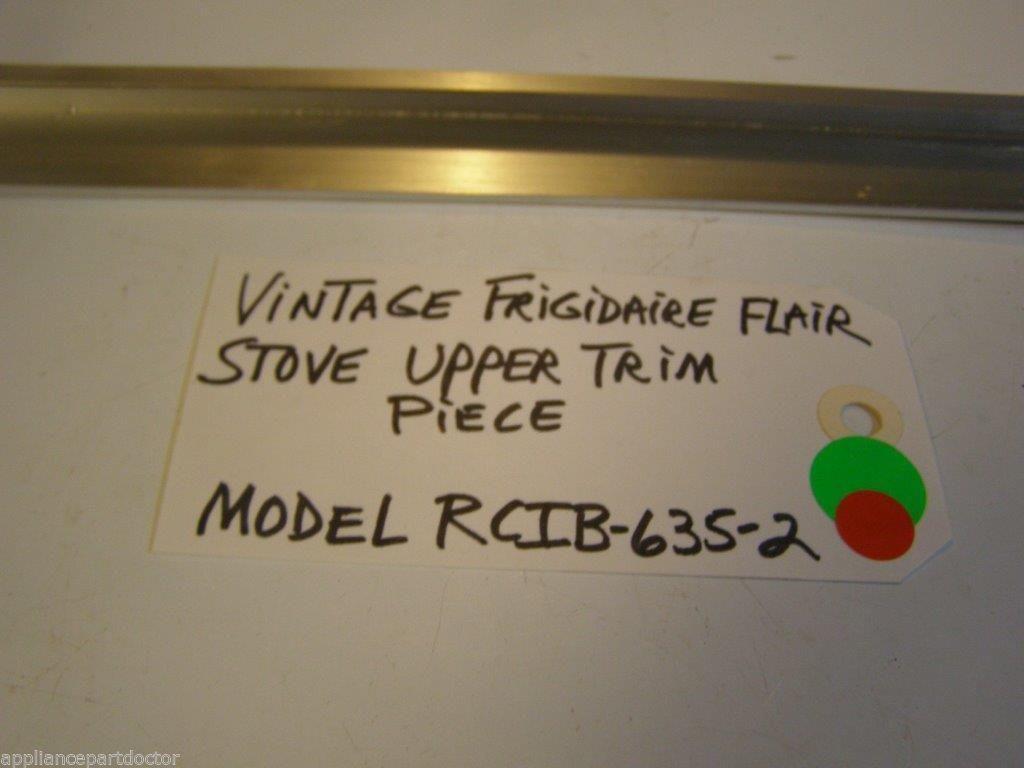 VINTAGE FRIGIDAIRE FLAIR
STOVE UPPER TRIM
PIECE
MODEL RCIB-635-2
appliancepartdoctor